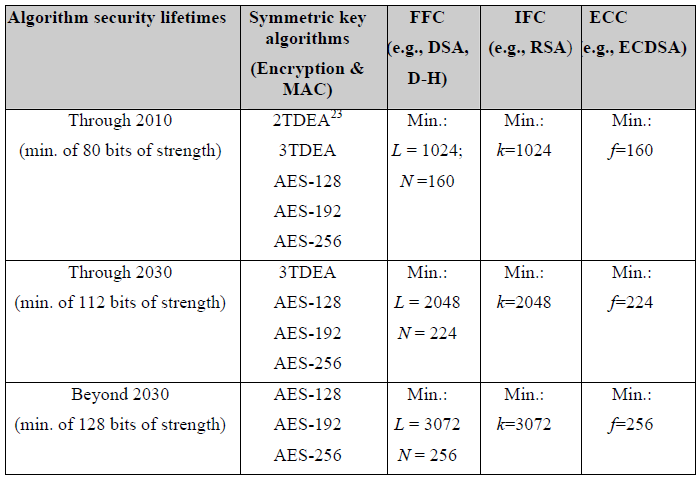 Algorithm security lifetimes
Symmetric key
algorithms
(Encryption &
MAC)
FFC
(e.g., DSA,
D-H)
IFC
(e.g., RSA)
ECC
(e.g., ECDSA)
Through 2010
(min. of 80 bits of strength)
2TDEA23
3TDEA
AES-128
AES-192
AES-256
Min.:
L = 1024;
N =160
Min.:
k=1024
Min.:
f=160
Through 2030
(min. of 112 bits of strength)
3TDEA
AES-128
AES-192
AES-256
Min.:
L = 2048
N = 224
Min.:
k=2048
Min.:
f=224
Beyond 2030
(min. of 128 bits of strength)
AES-128
AES-192
AES-256
Min.:
L = 3072
N = 256
Min.:
k=3072
Min.:
f=256